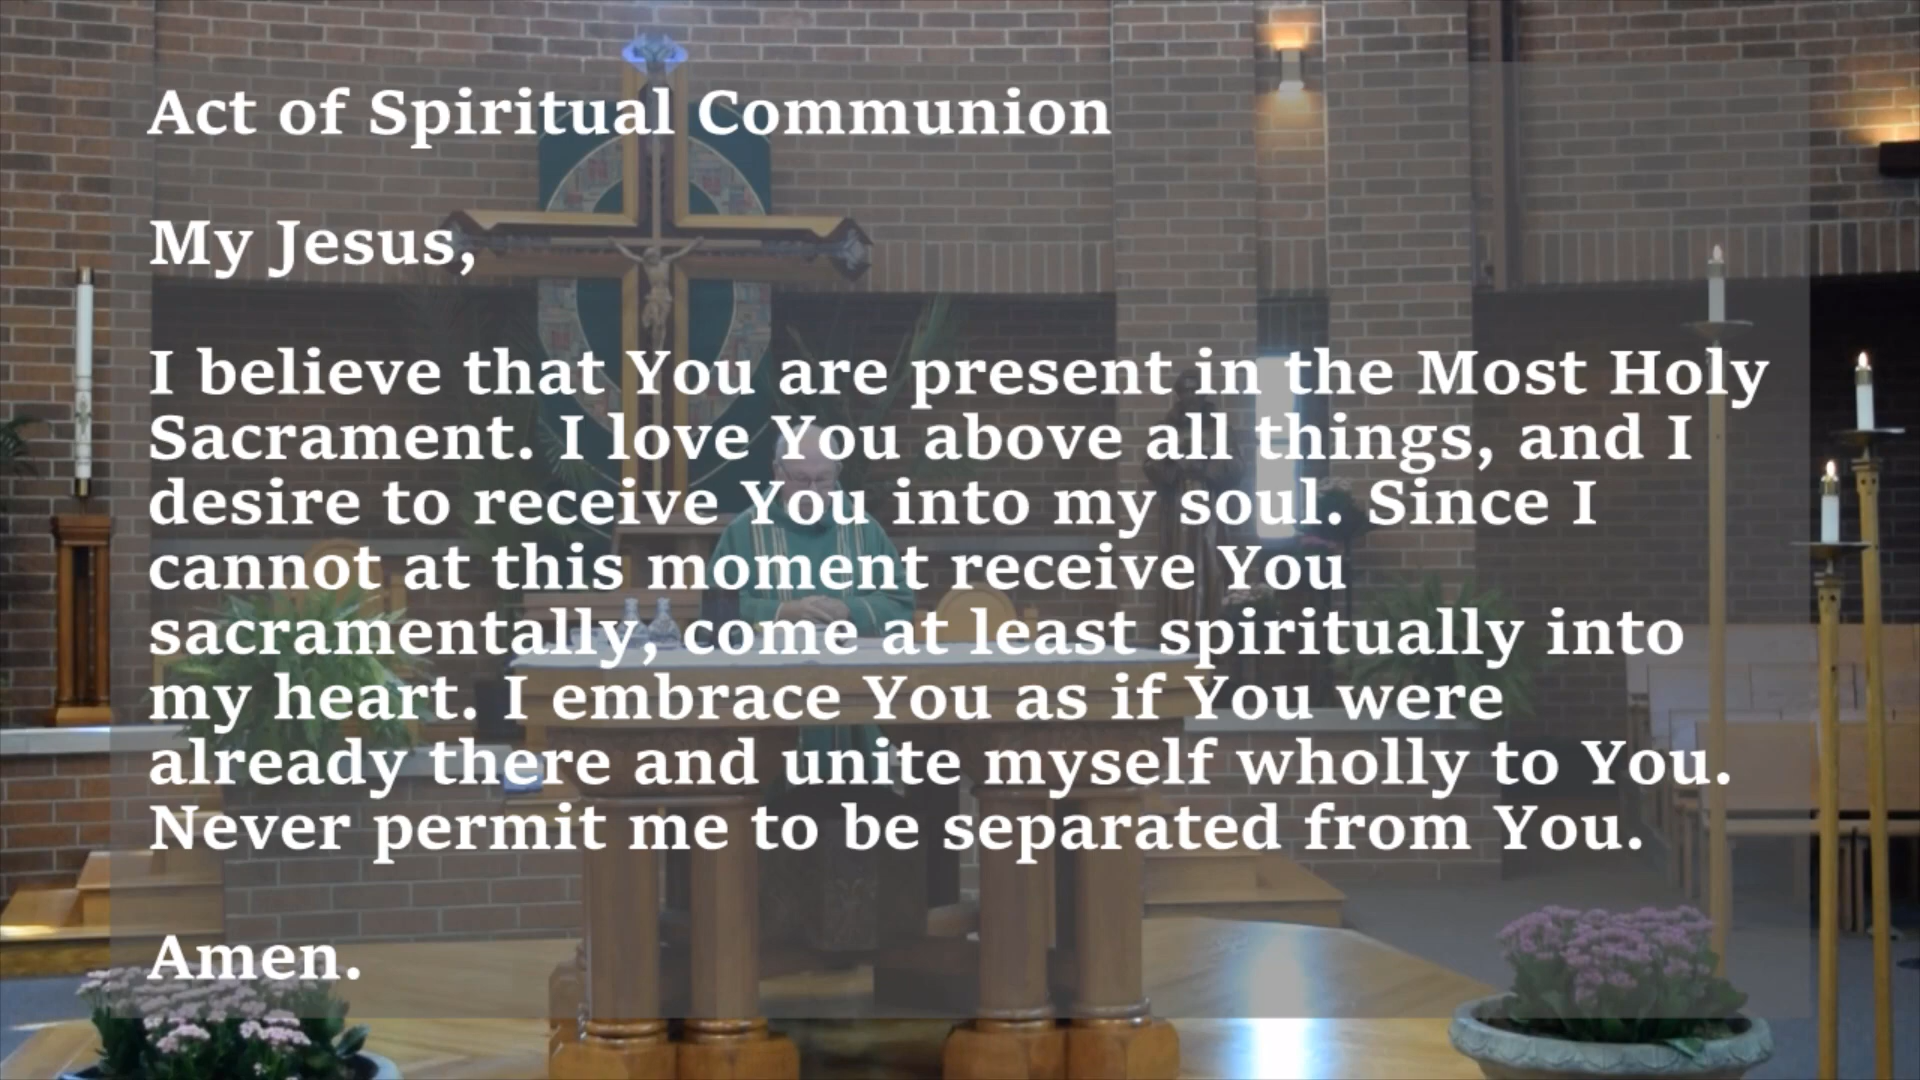 Act of Spiritual Communion
My Jesus,
I believe that You are present in the Most Holy
Sacrament. I love You above all things, and I
desire to receive You into my soul. Since I
cannot at this moment receive You
sacramentally, come at least spiritually into
my heart. I embrace You as if You were
already there and unite myself wholly to You.
Never permit me to be separated from You.
Amen.